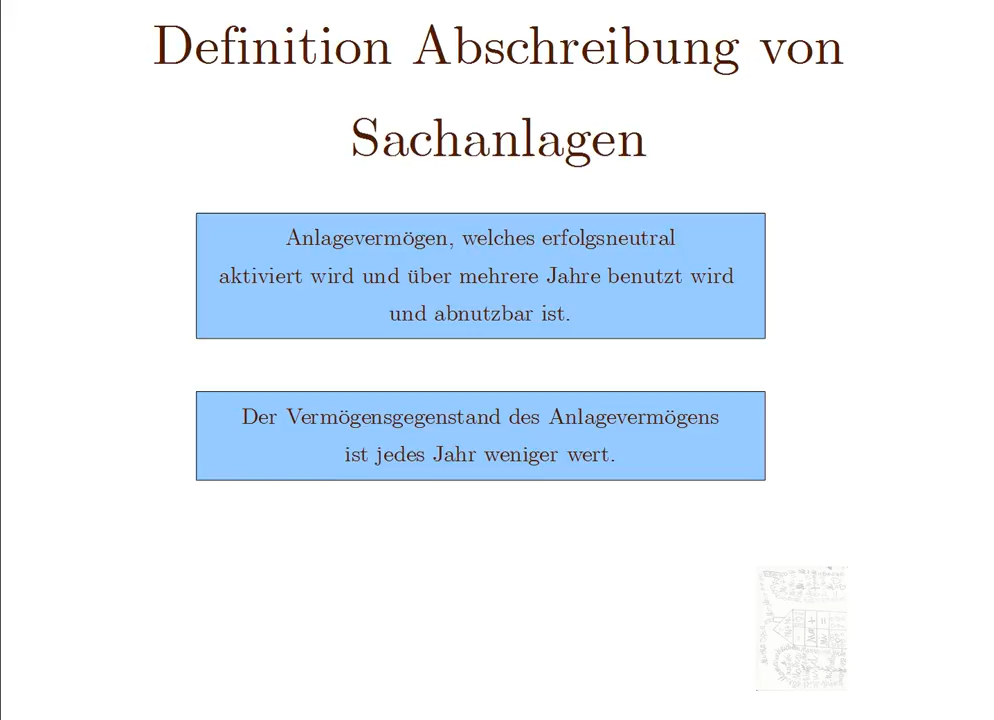 Definition Abschreibung von
Sachanlagen
Anlagevermögen, welches erfolgsneutral
aktiviert wird und über mehrere Jahre benutzt wird
und abnutzbar ist.
Der Vermögensgegenstand des Anlagevermögens
ist jedes Jahr weniger wert.